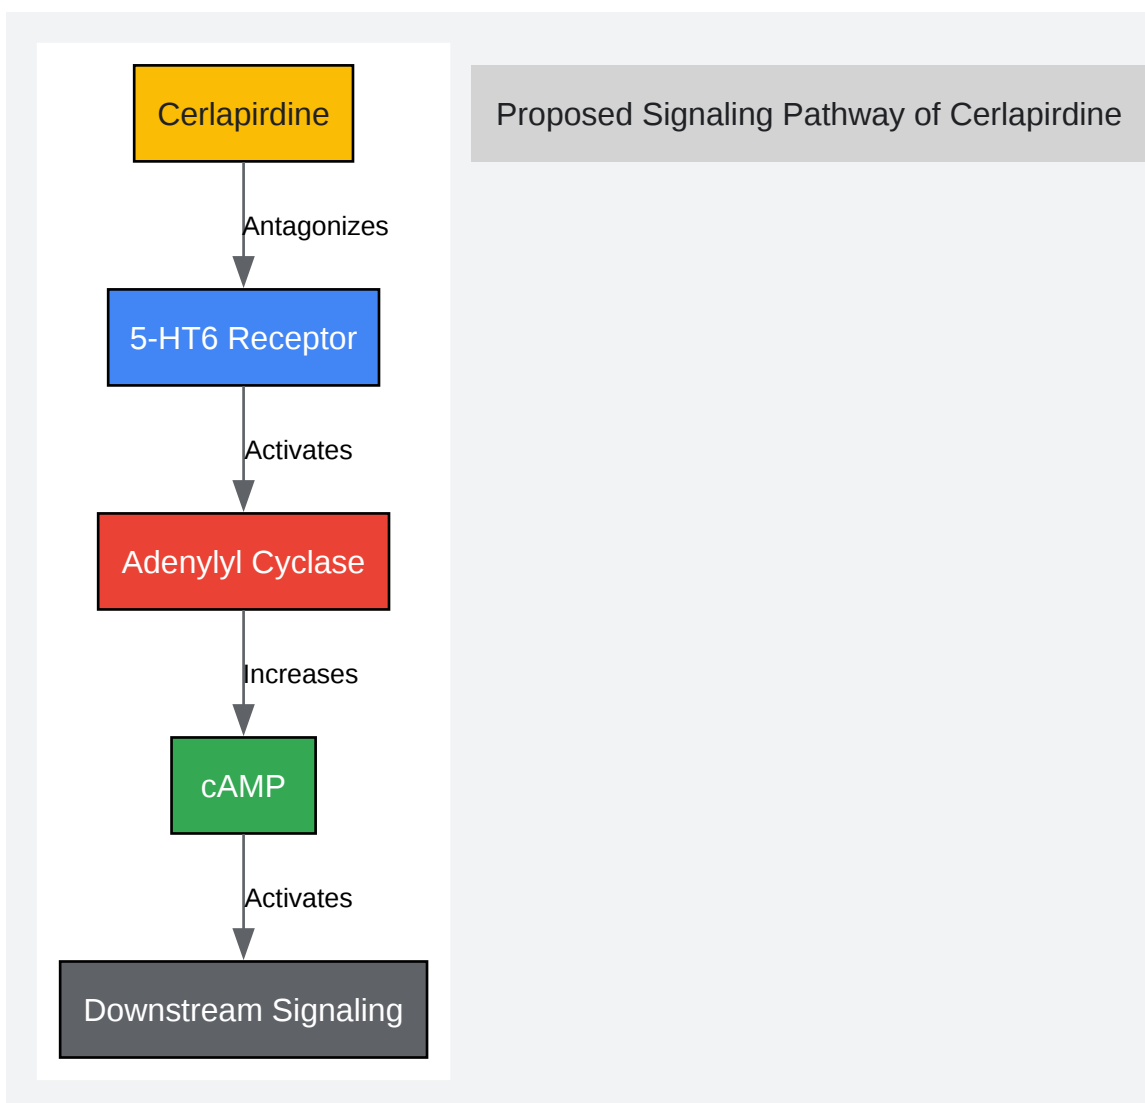 Cerlapirdine
Proposed Signaling Pathway of Cerlapirdine
Antagonizes
5-HT6 Receptor
Activates
Adenylyl Cyclase
Increases
cAMP
Activates
Downstream Signaling